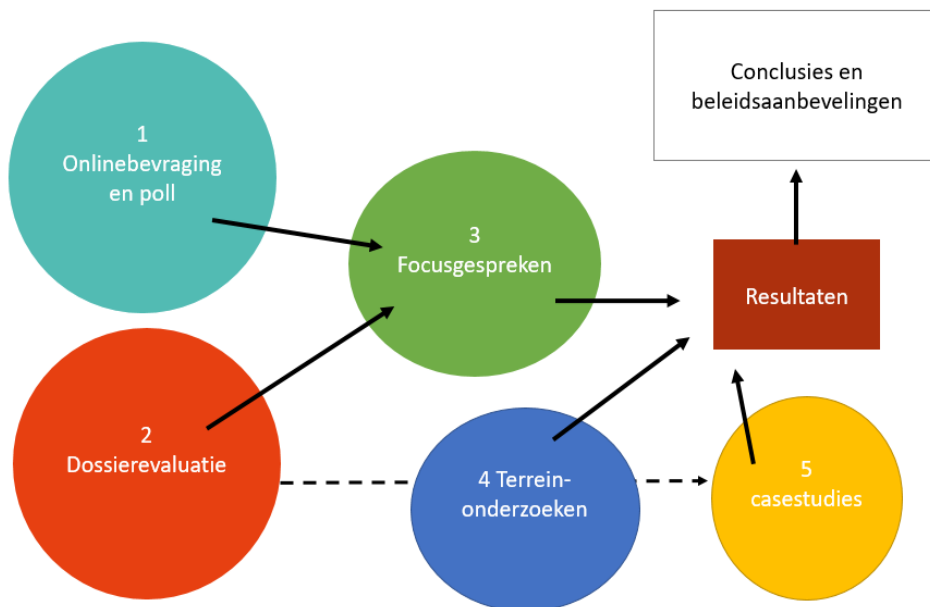 1
Onlinebevraging
en poll
Conclusies en
beleidsaanbevelingen
3
Focusgespreken
Resultaten
2
Dossierevaluatie
4 Terrein-
onderzoeken
5
casestudies